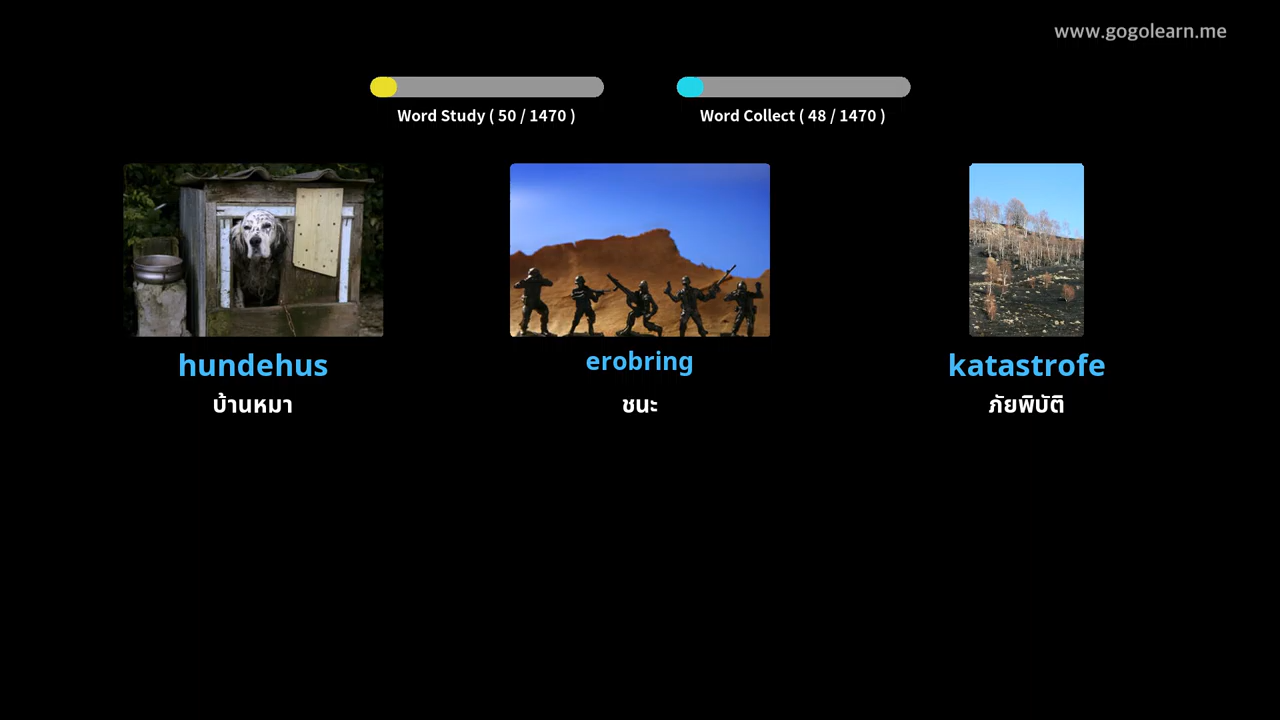 www.gogolearn.me
Word Study ( 50 / 1470 )
Word Collect ( 48 / 1470 )
hundehus
erobring
katastrofe
บ้านหมา
ชนะ
ภัยพิบัติ